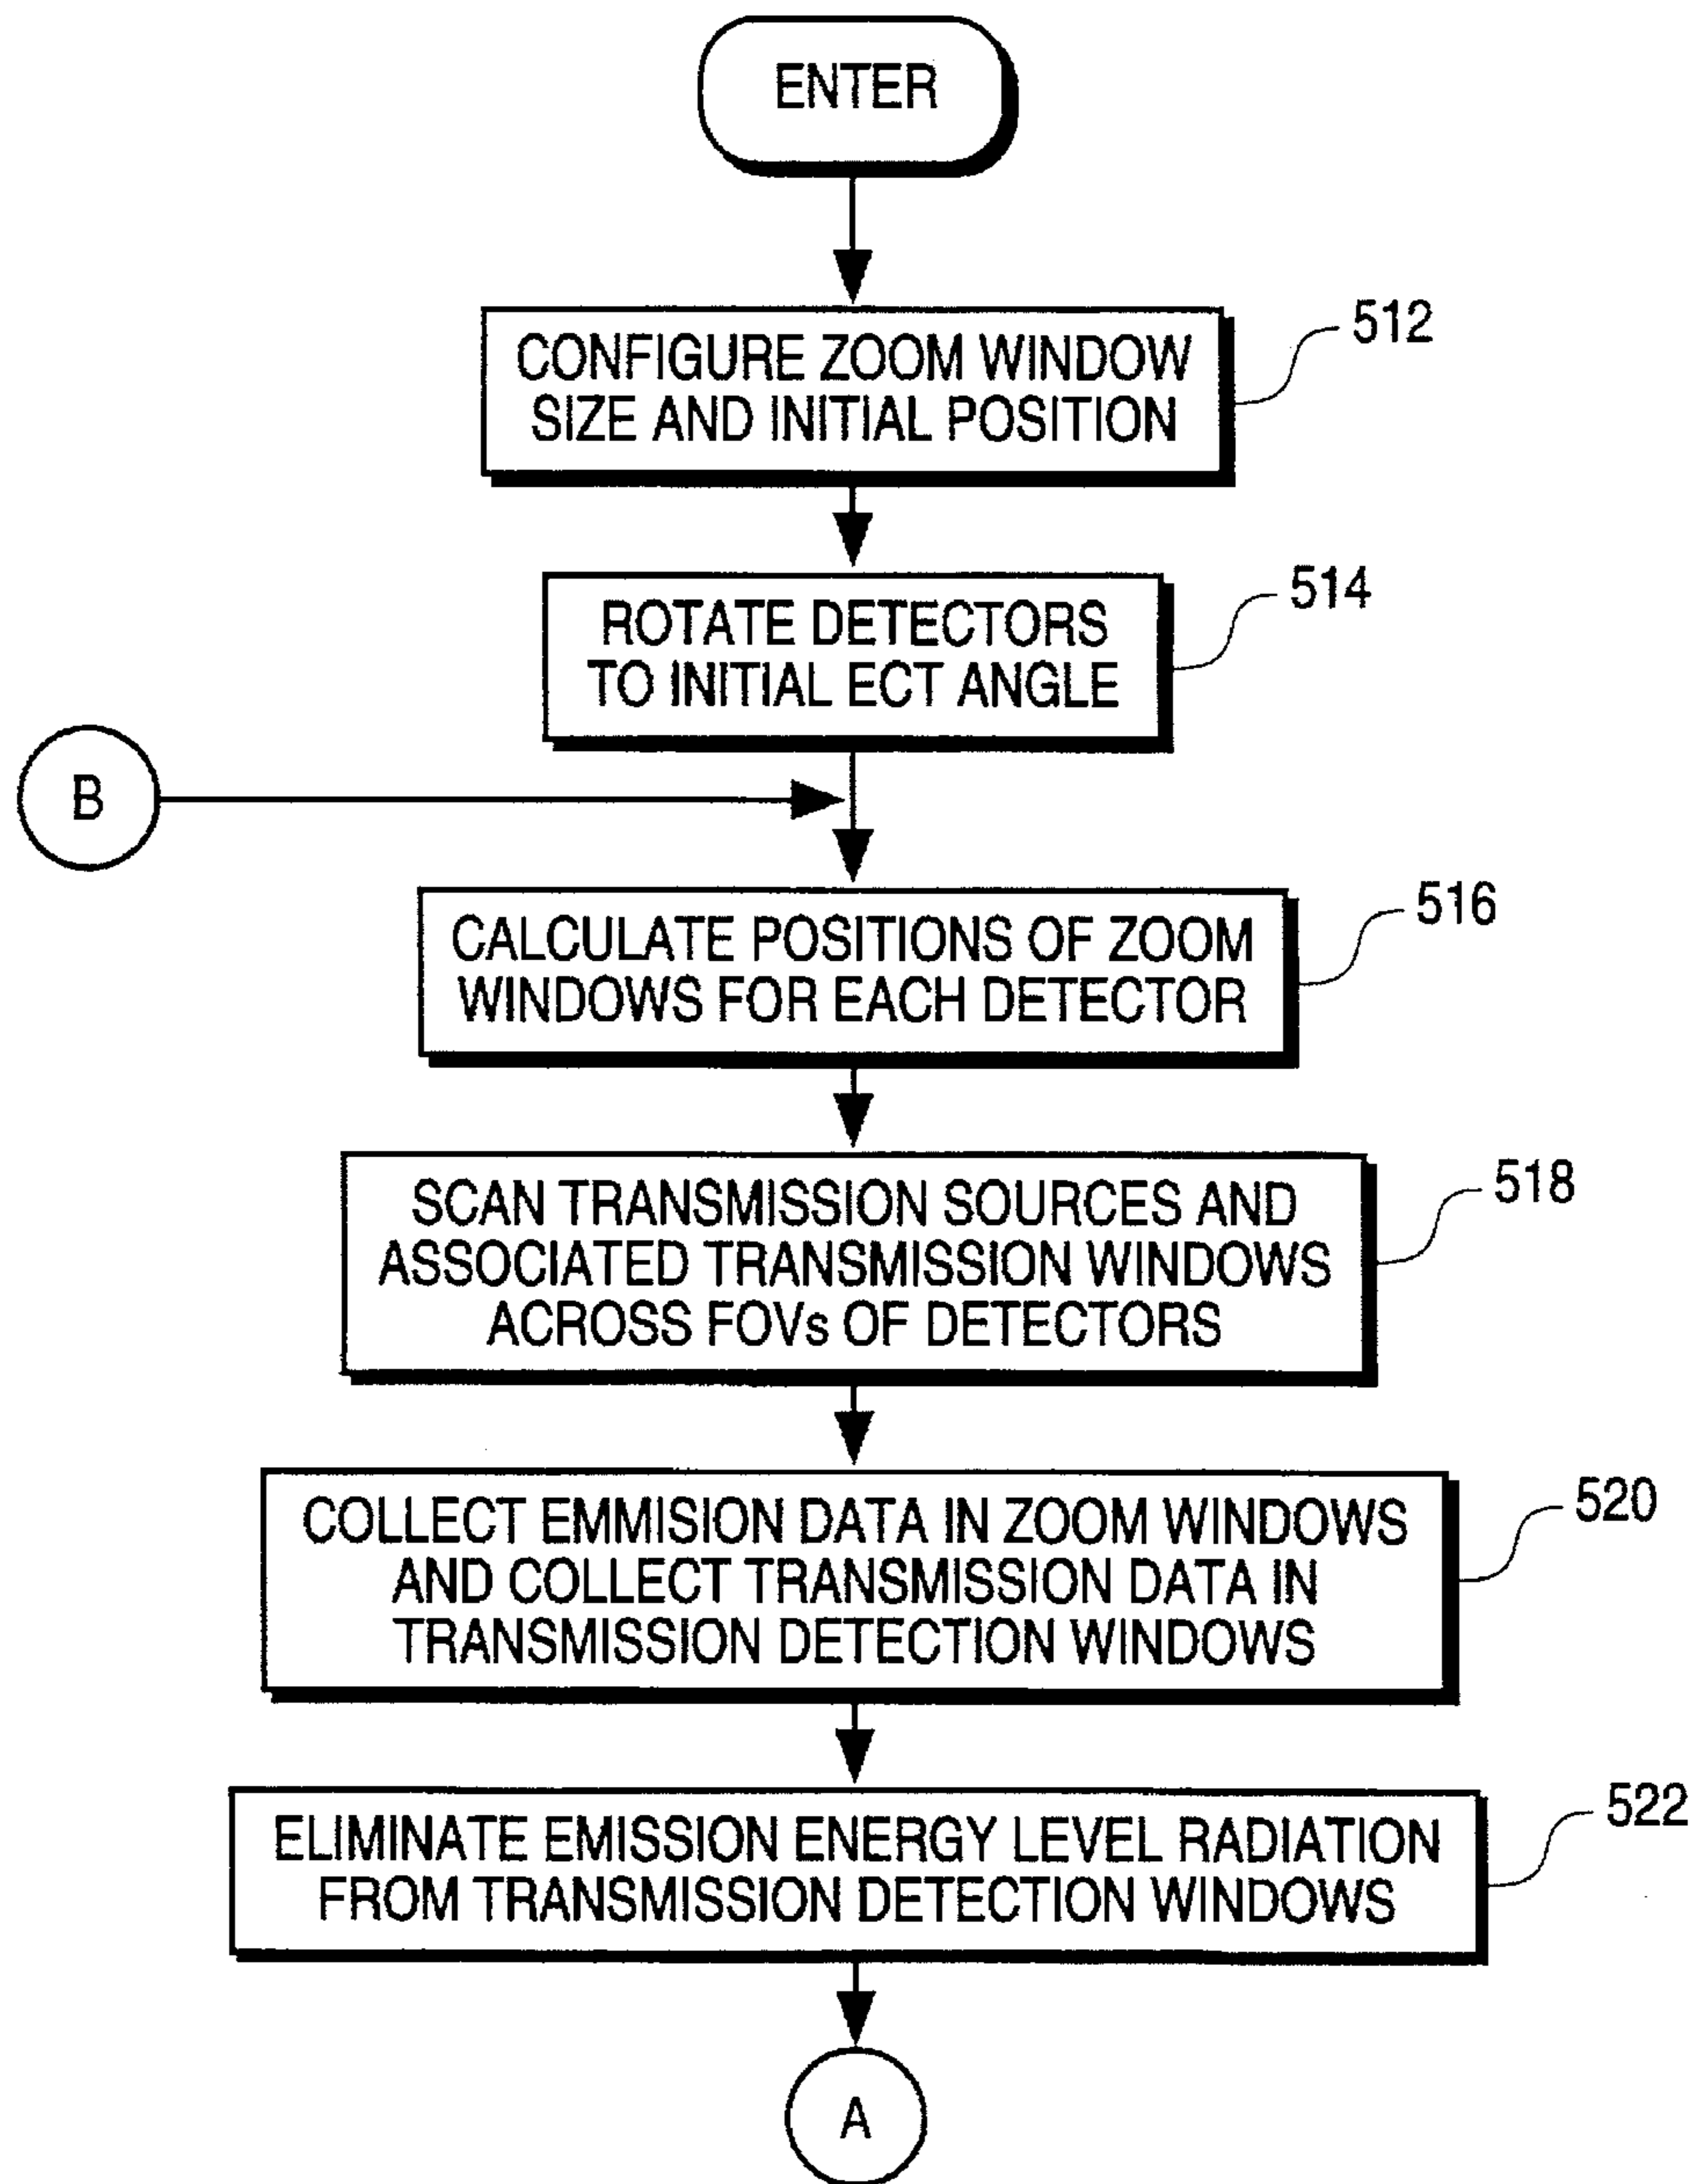 ENTER
512
CONFIGURE ZOOM WINDOW
SIZE AND INITIAL POSITION
514
ROTATE DETECTORS
TO INITIAL ECT ANGLE
B
516
CALCULATE POSITIONS OF ZOOM
WINDOWS FOR EACH DETECTOR
518
SCAN TRANSMISSION SOURCES AND
ASSOCIATED TRANSMISSION WINDOWS
ACROSS FOVs OF DETECTORS
520
COLLECT EMMISION DATA IN ZOOM WINDOWS
AND COLLECT TRANSMISSION DATA IN
TRANSMISSION DETECTION WINDOWS
522
ELIMINATE EMISSION ENERGY LEVEL RADIATION
FROM TRANSMISSION DETECTION WINDOWS
A